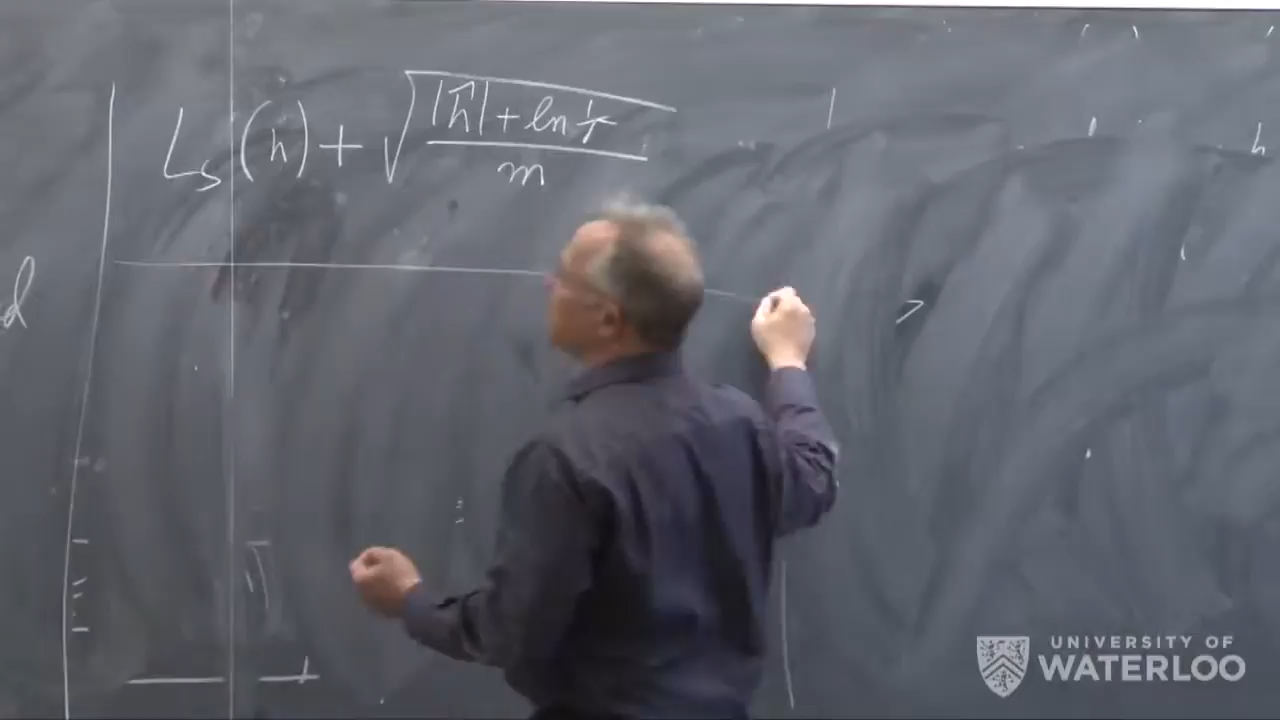 L_S(h) + √((|h⃗| + ln 1/δ) / m)
d
UNIVERSITY OF
WATERLOO